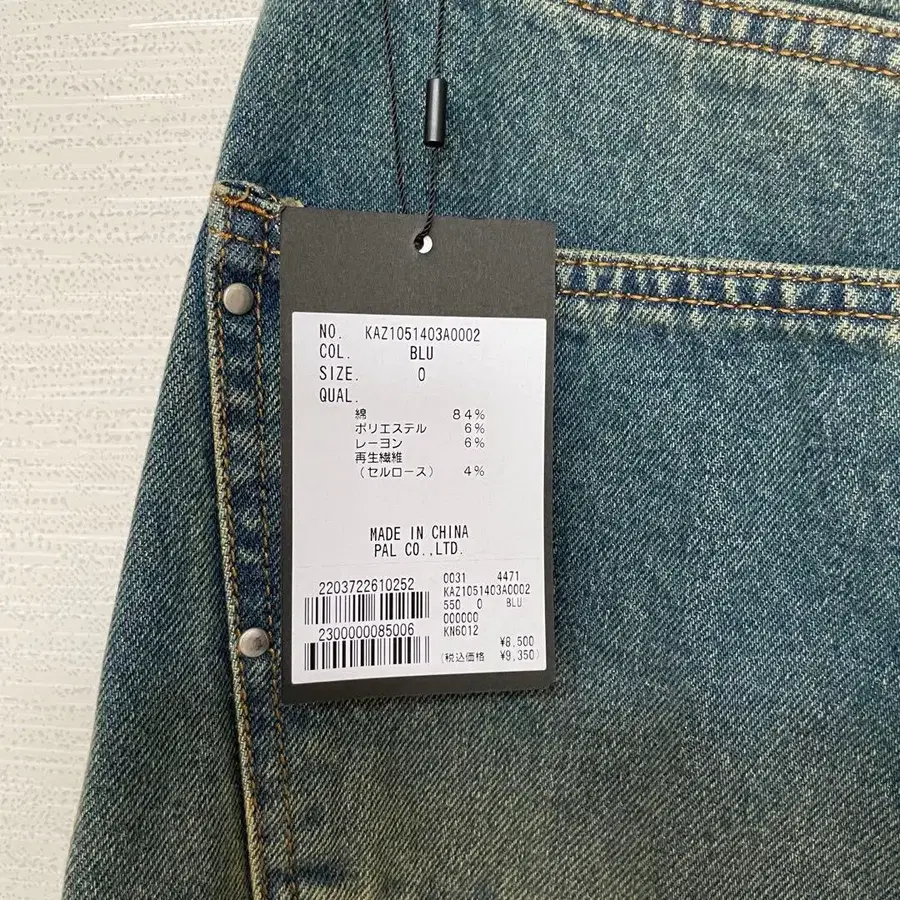 NO. KAZ1051403A0002
COL. BLU
SIZE. 0
QUAL.
綿 84%
ポリエステル 6%
レーヨン 6%
再生繊維
(セルロース) 4%
MADE IN CHINA
PAL CO.,LTD.
2203722610252
2300000085006
0031 4471
KAZ1051403A0002
550 0 BLU
000000
KN6012
¥8,500
(税込価格 ¥9,350)